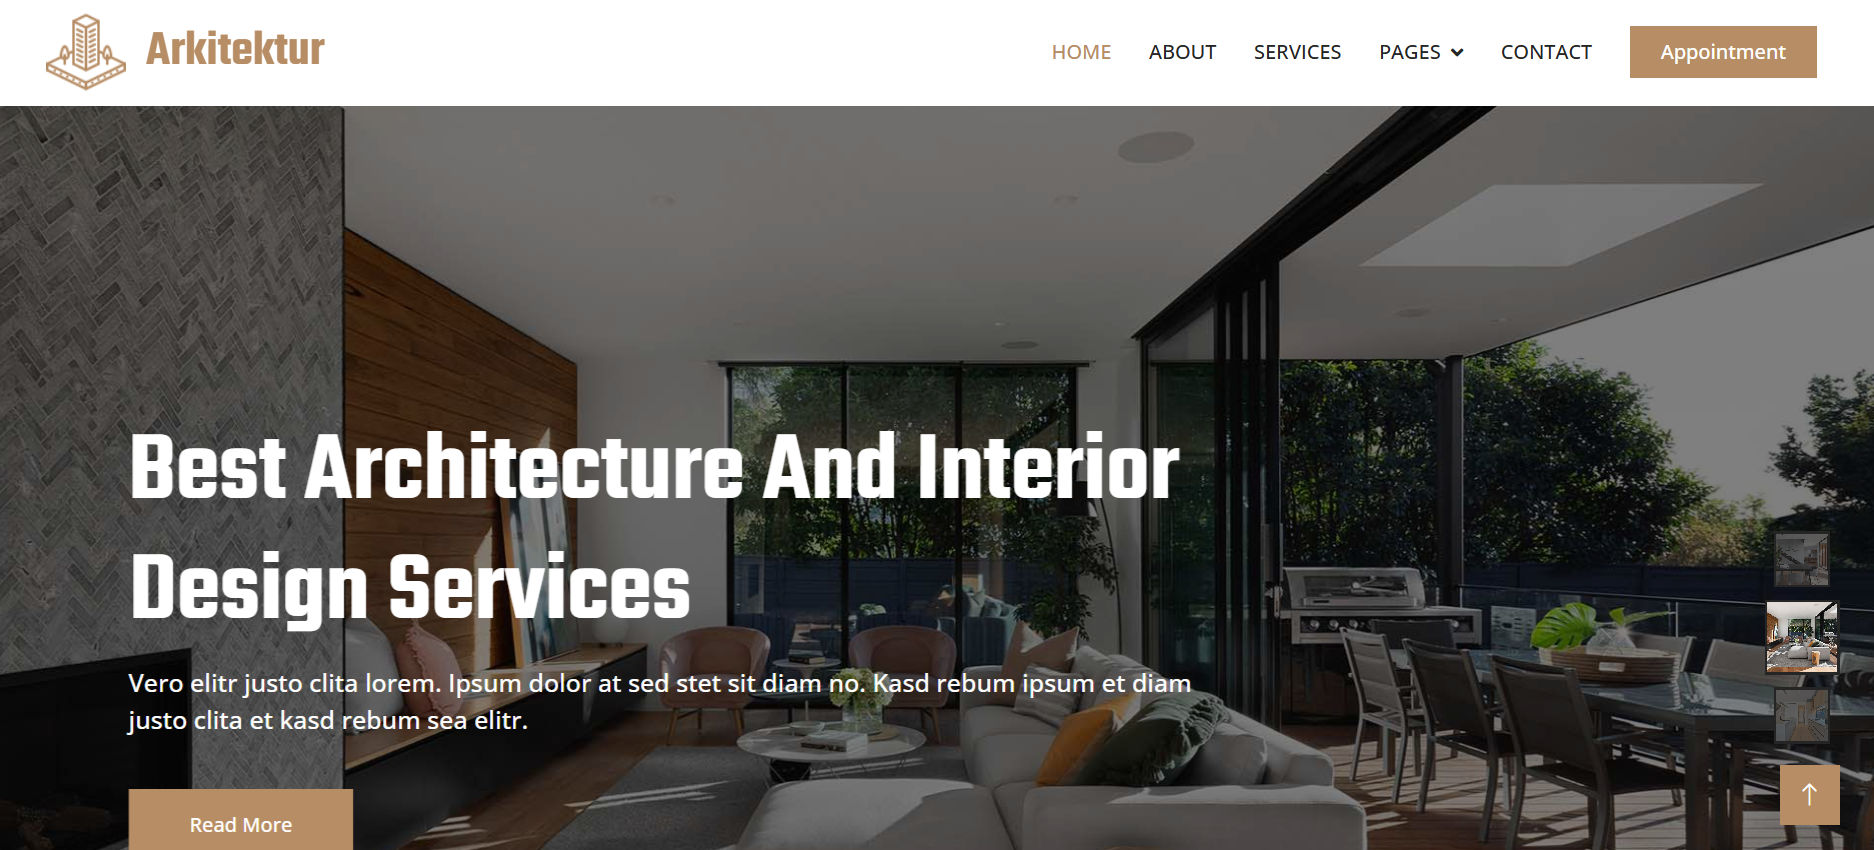 Arkitektur
HOME ABOUT SERVICES PAGES CONTACT Appointment
Best Architecture And Interior
Design Services
Vero elitr justo clita lorem. Ipsum dolor at sed stet sit diam no. Kasd rebum ipsum et diam
justo clita et kasd rebum sea elitr.
Read More